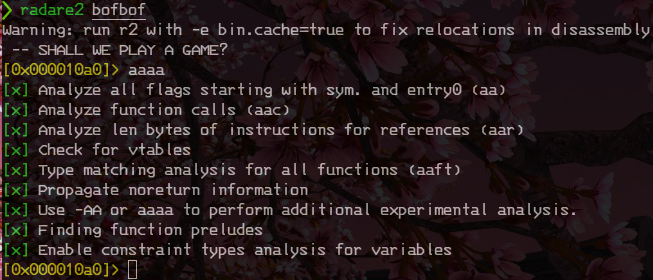 ❯ radare2 bofbof
Warning: run r2 with -e bin.cache=true to fix relocations in disassembly
 -- SHALL WE PLAY A GAME?
[0x000010a0]> aaaa
[x] Analyze all flags starting with sym. and entry0 (aa)
[x] Analyze function calls (aac)
[x] Analyze len bytes of instructions for references (aar)
[x] Check for vtables
[x] Type matching analysis for all functions (aaft)
[x] Propagate noreturn information
[x] Use -AA or aaaa to perform additional experimental analysis.
[x] Finding function preludes
[x] Enable constraint types analysis for variables
[0x000010a0]>